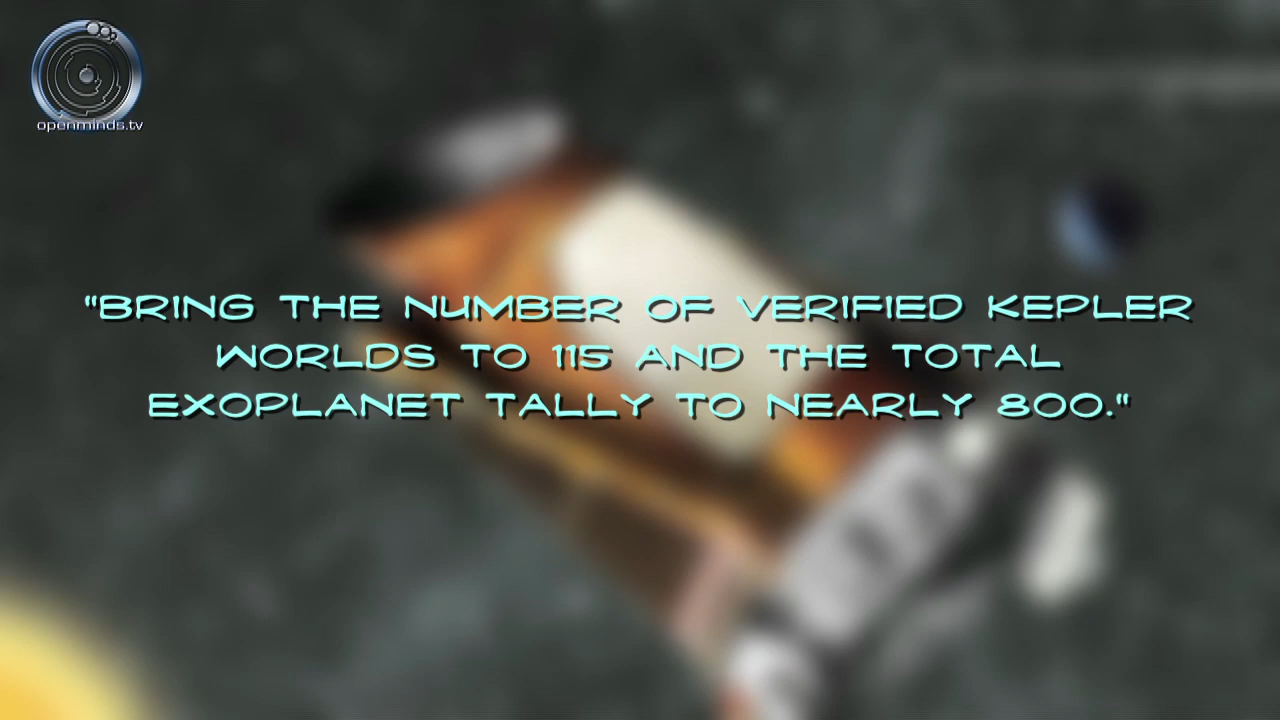 openminds.tv
"BRING THE NUMBER OF VERIFIED KEPLER
WORLDS TO 115 AND THE TOTAL
EXOPLANET TALLY TO NEARLY 800."